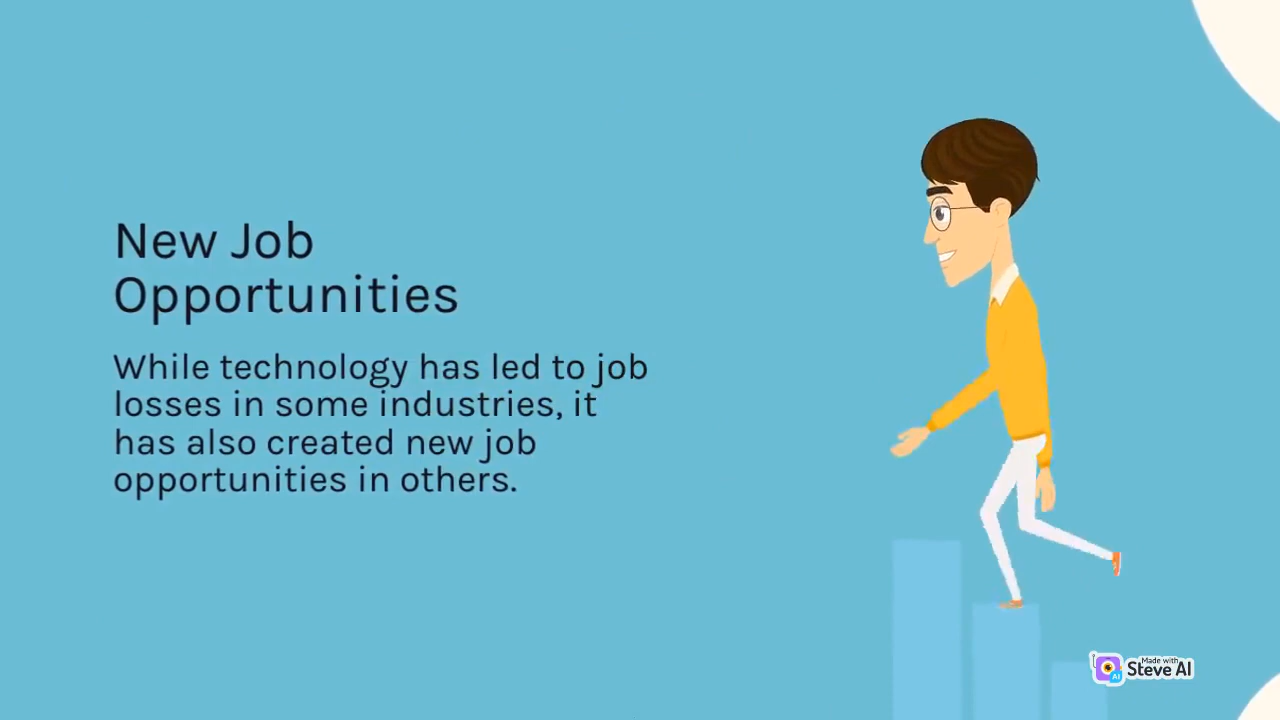 New Job
Opportunities
While technology has led to job
losses in some industries, it
has also created new job
opportunities in others.
Made with
Steve AI
AI